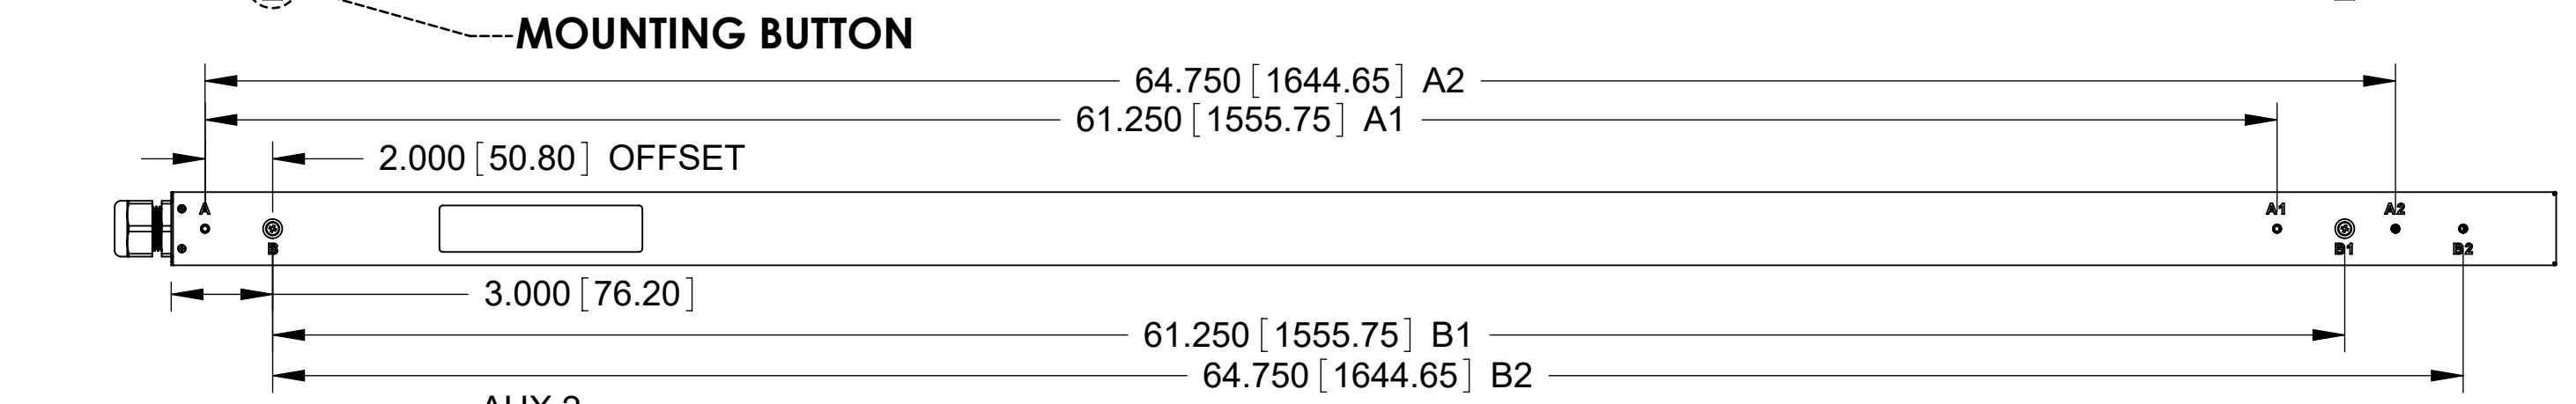 MOUNTING BUTTON
64.750 [1644.65] A2
61.250 [1555.75] A1
2.000 [50.80] OFFSET
A
A1
A2
B
B1
B2
3.000 [76.20]
61.250 [1555.75] B1
64.750 [1644.65] B2